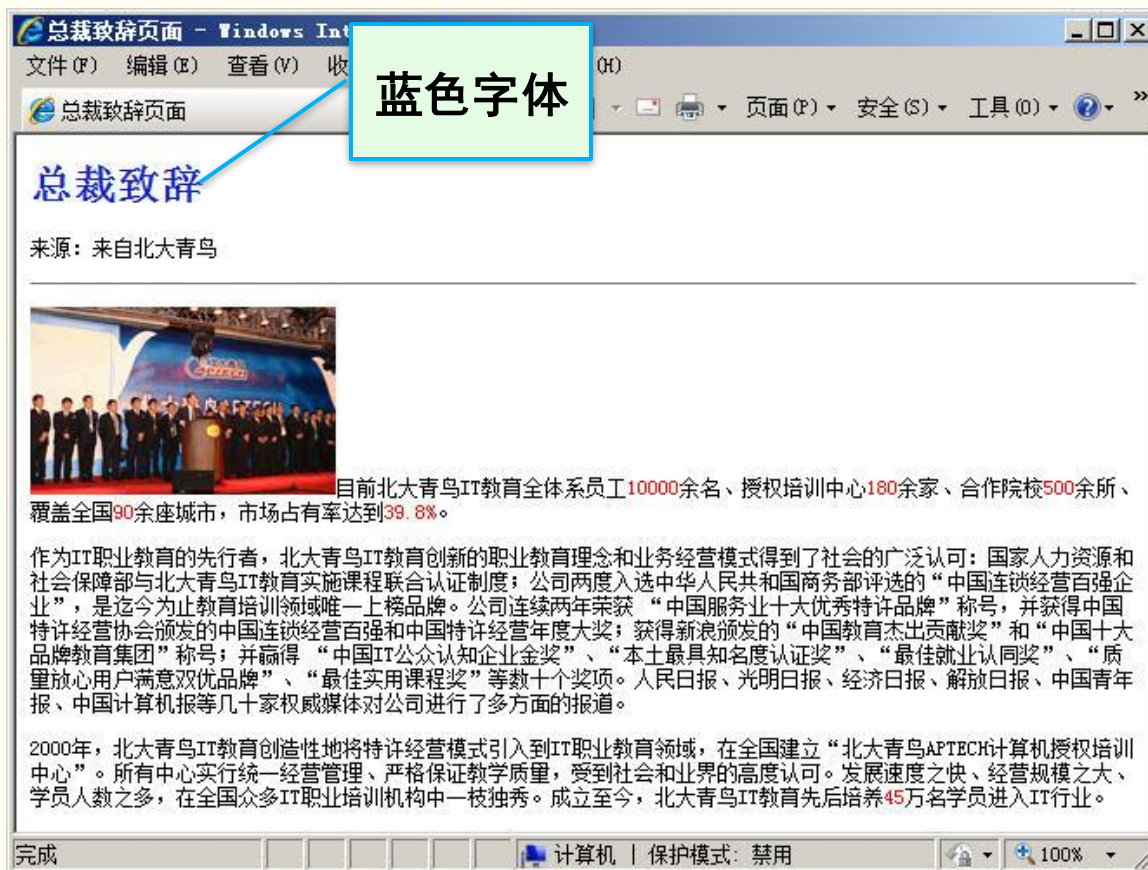 总裁致辞页面 - Windows Int
文件(F) 编辑(E) 查看(V) 收 (H)
蓝色字体
总裁致辞页面 页面(P) 安全(S) 工具(O)
总裁致辞
来源：来自北大青鸟
北大青鸟
APTECH
目前北大青鸟IT教育全体系员工10000余名、授权培训中心180余家、合作院校500余所、
覆盖全国90余座城市，市场占有率达到39.8%。
作为IT职业教育的先行者，北大青鸟IT教育创新的职业教育理念和业务经营模式得到了社会的广泛认可：国家人力资源和
社会保障部与北大青鸟IT教育实施课程联合认证制度；公司两度入选中华人民共和国商务部评选的“中国连锁经营百强企
业”，是迄今为止教育培训领域唯一上榜品牌。公司连续两年荣获 “中国服务业十大优秀特许品牌”称号，并获得中国
特许经营协会颁发的中国连锁经营百强和中国特许经营年度大奖；获得新浪颁发的“中国教育杰出贡献奖”和“中国十大
品牌教育集团”称号；并赢得 “中国IT公众认知企业金奖”、“本土最具知名度认证奖”、“最佳就业认同奖”、“质
量放心用户满意双优品牌”、“最佳实用课程奖”等数十个奖项。人民日报、光明日报、经济日报、解放日报、中国青年
报、中国计算机报等几十家权威媒体对公司进行了多方面的报道。
2000年，北大青鸟IT教育创造性地将特许经营模式引入到IT职业教育领域，在全国建立“北大青鸟APTECH计算机授权培训
中心”。所有中心实行统一经营管理、严格保证教学质量，受到社会和业界的高度认可。发展速度之快、经营规模之大、
学员人数之多，在全国众多IT职业培训机构中一枝独秀。成立至今，北大青鸟IT教育先后培养45万名学员进入IT行业。
完成 计算机 | 保护模式: 禁用 100%